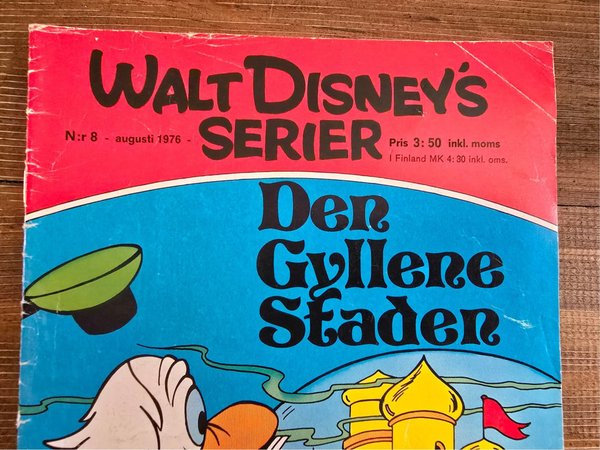 WALT DISNEY'S
SERIER
N:r 8 - augusti 1976 -
Pris 3:50 inkl. moms
I Finland MK 4:30 inkl. oms.
Den
Gyllene
Staden